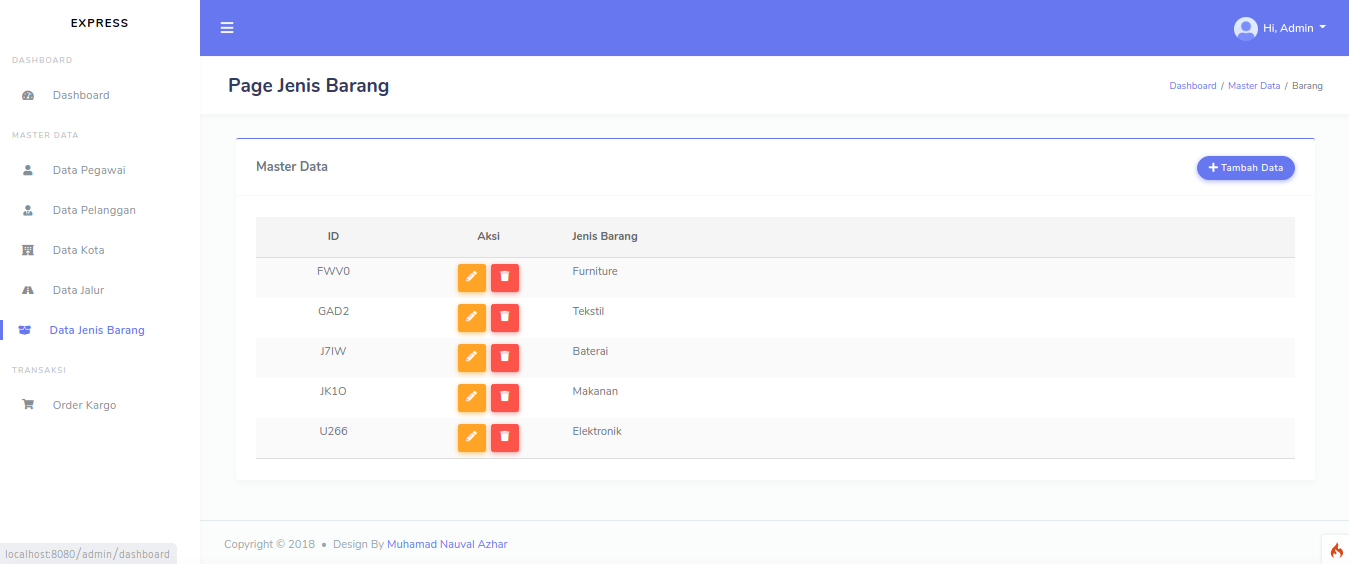 EXPRESS
Hi, Admin
DASHBOARD
Dashboard
MASTER DATA
Data Pegawai
Data Pelanggan
Data Kota
Data Jalur
Data Jenis Barang
TRANSAKSI
Order Kargo
Page Jenis Barang
Dashboard / Master Data / Barang
Master Data
+ Tambah Data
ID Aksi Jenis Barang
FWV0 Furniture
GAD2 Tekstil
J7IW Baterai
JK1O Makanan
U266 Elektronik
Copyright © 2018 • Design By Muhamad Nauval Azhar
localhost:8080/admin/dashboard